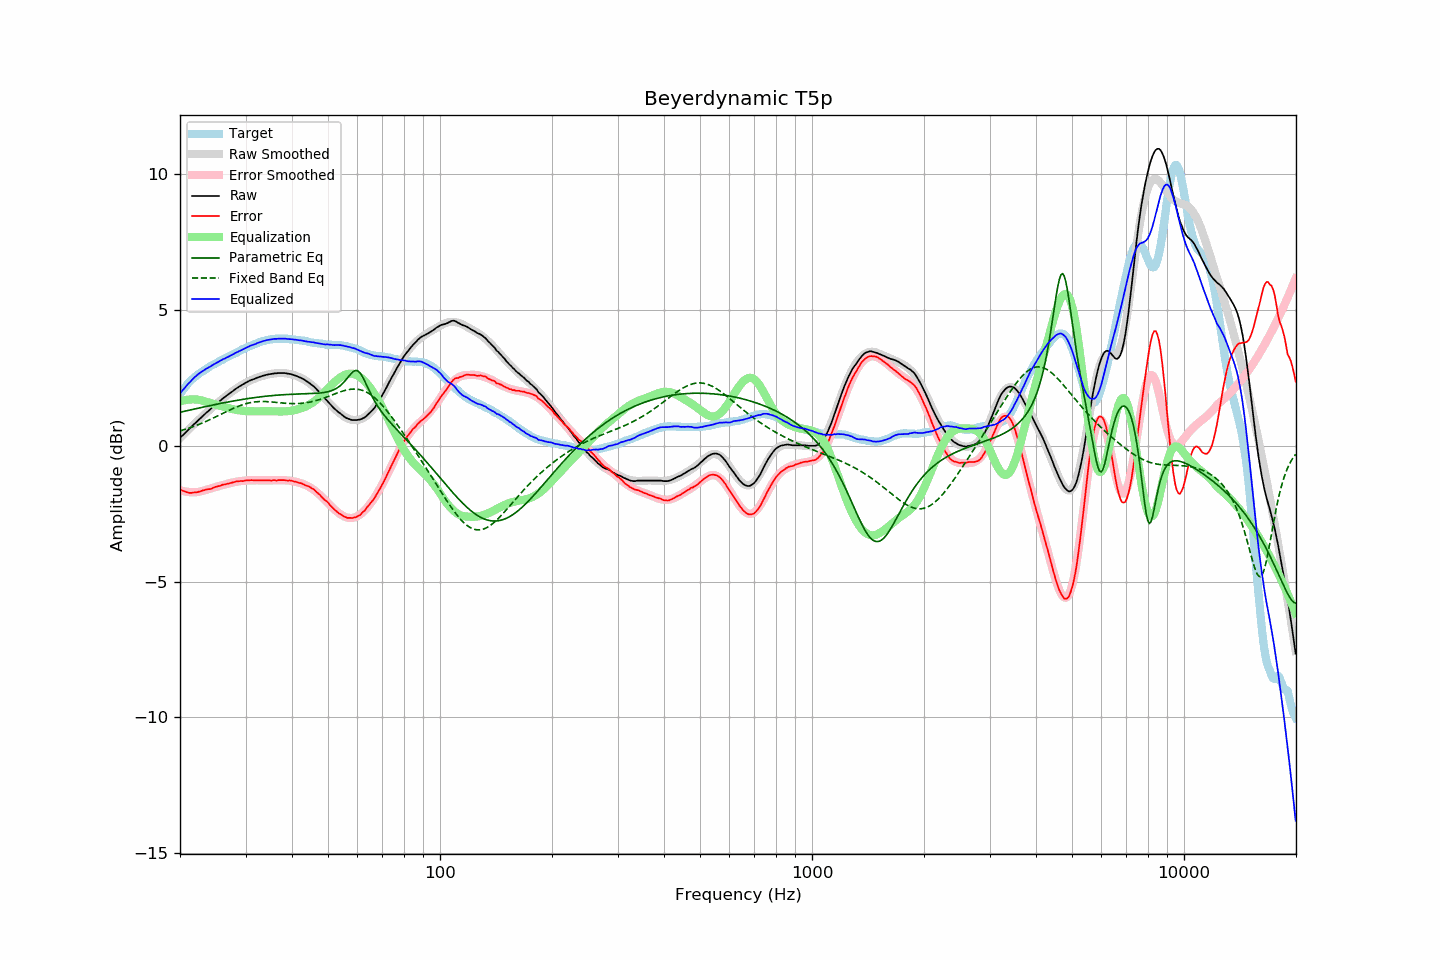 Beyerdynamic T5p
Target
Raw Smoothed
Error Smoothed
Raw
Error
Equalization
Parametric Eq
Fixed Band Eq
Equalized
10
5
0
−5
−10
−15
Amplitude (dBr)
100
1000
10000
Frequency (Hz)